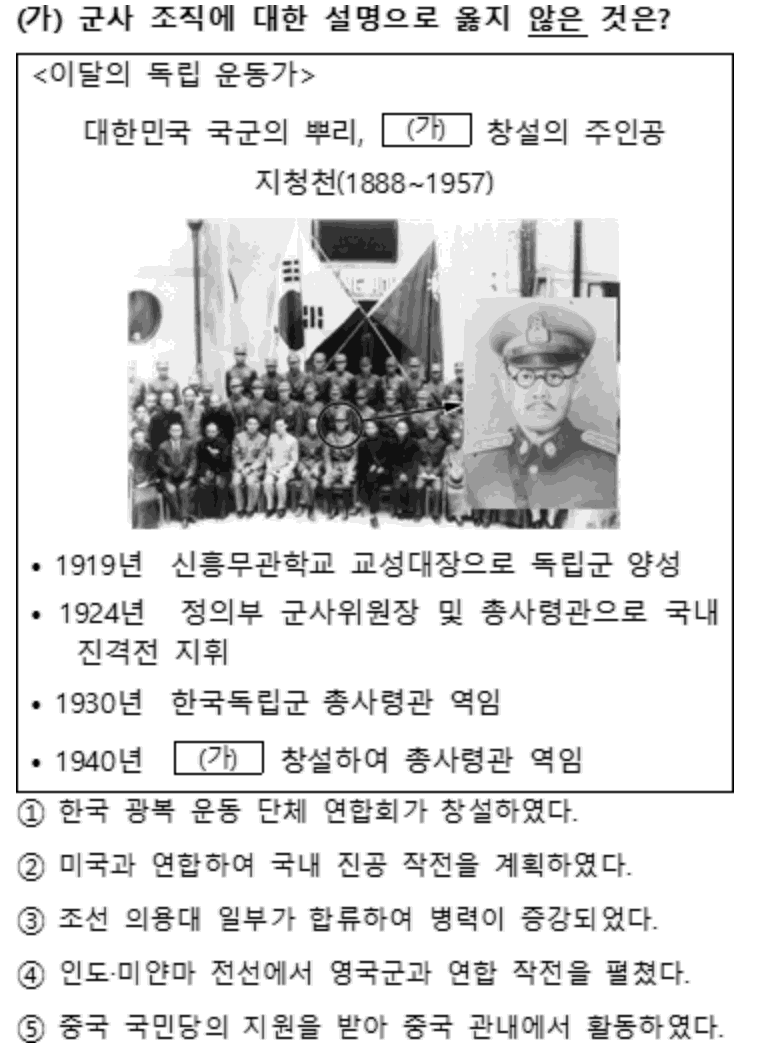 (가) 군사 조직에 대한 설명으로 옳지 않은 것은?
<이달의 독립 운동가>
대한민국 국군의 뿌리, (가) 창설의 주인공
지청천(1888~1957)
• 1919년 신흥무관학교 교성대장으로 독립군 양성
• 1924년 정의부 군사위원장 및 총사령관으로 국내
진격전 지휘
• 1930년 한국독립군 총사령관 역임
• 1940년 (가) 창설하여 총사령관 역임
① 한국 광복 운동 단체 연합회가 창설하였다.
② 미국과 연합하여 국내 진공 작전을 계획하였다.
③ 조선 의용대 일부가 합류하여 병력이 증강되었다.
④ 인도·미얀마 전선에서 영국군과 연합 작전을 펼쳤다.
⑤ 중국 국민당의 지원을 받아 중국 관내에서 활동하였다.